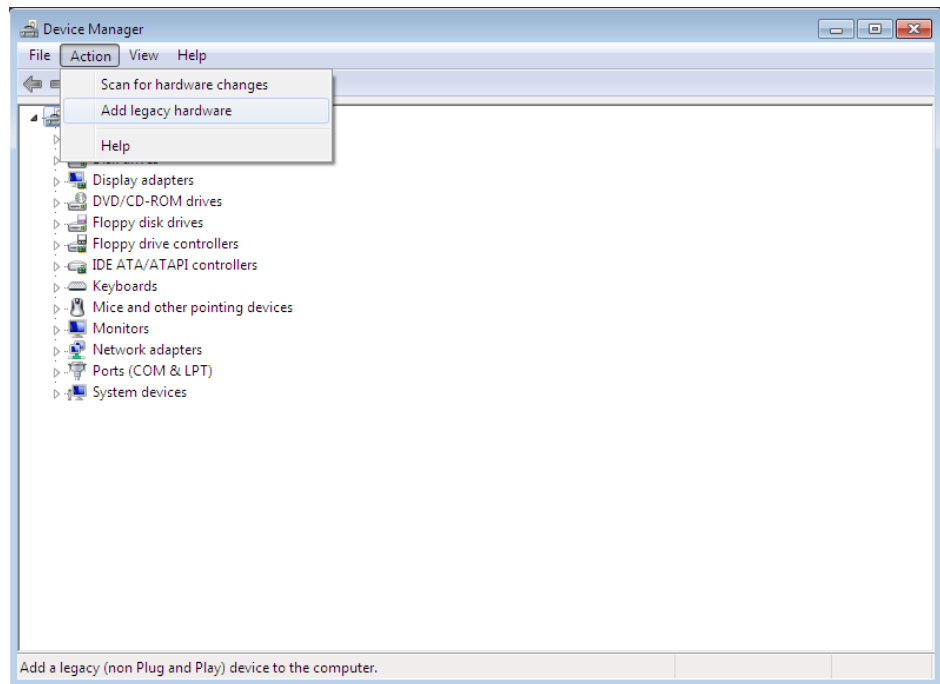 Device Manager
File Action View Help
Scan for hardware changes
Add legacy hardware
Help
Display adapters
DVD/CD-ROM drives
Floppy disk drives
Floppy drive controllers
IDE ATA/ATAPI controllers
Keyboards
Mice and other pointing devices
Monitors
Network adapters
Ports (COM & LPT)
System devices
Add a legacy (non Plug and Play) device to the computer.